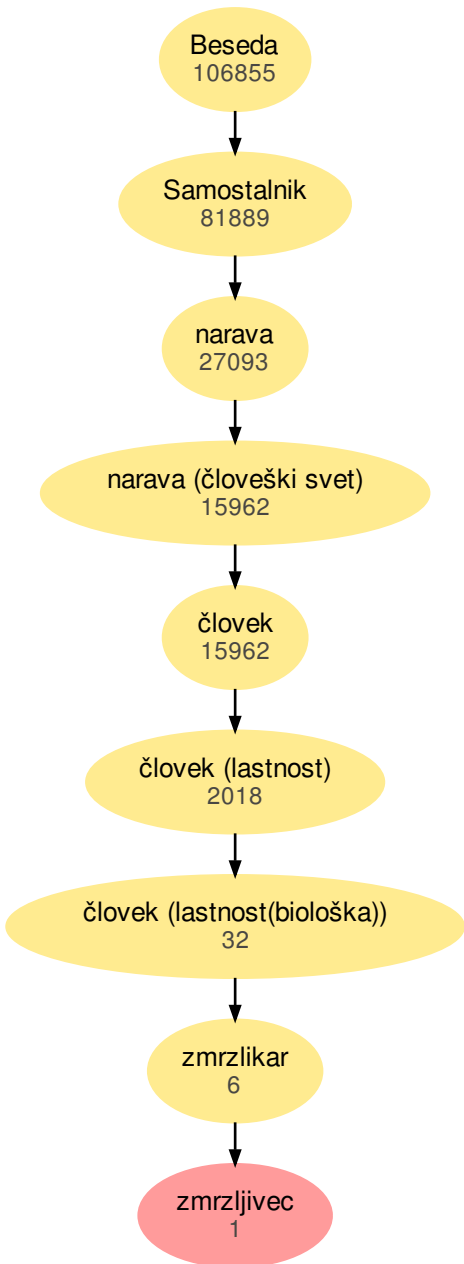 Beseda
106855
Samostalnik
81889
narava
27093
narava (človeški svet)
15962
človek
15962
človek (lastnost)
2018
človek (lastnost(biološka))
32
zmrzlikar
6
zmrzljivec
1